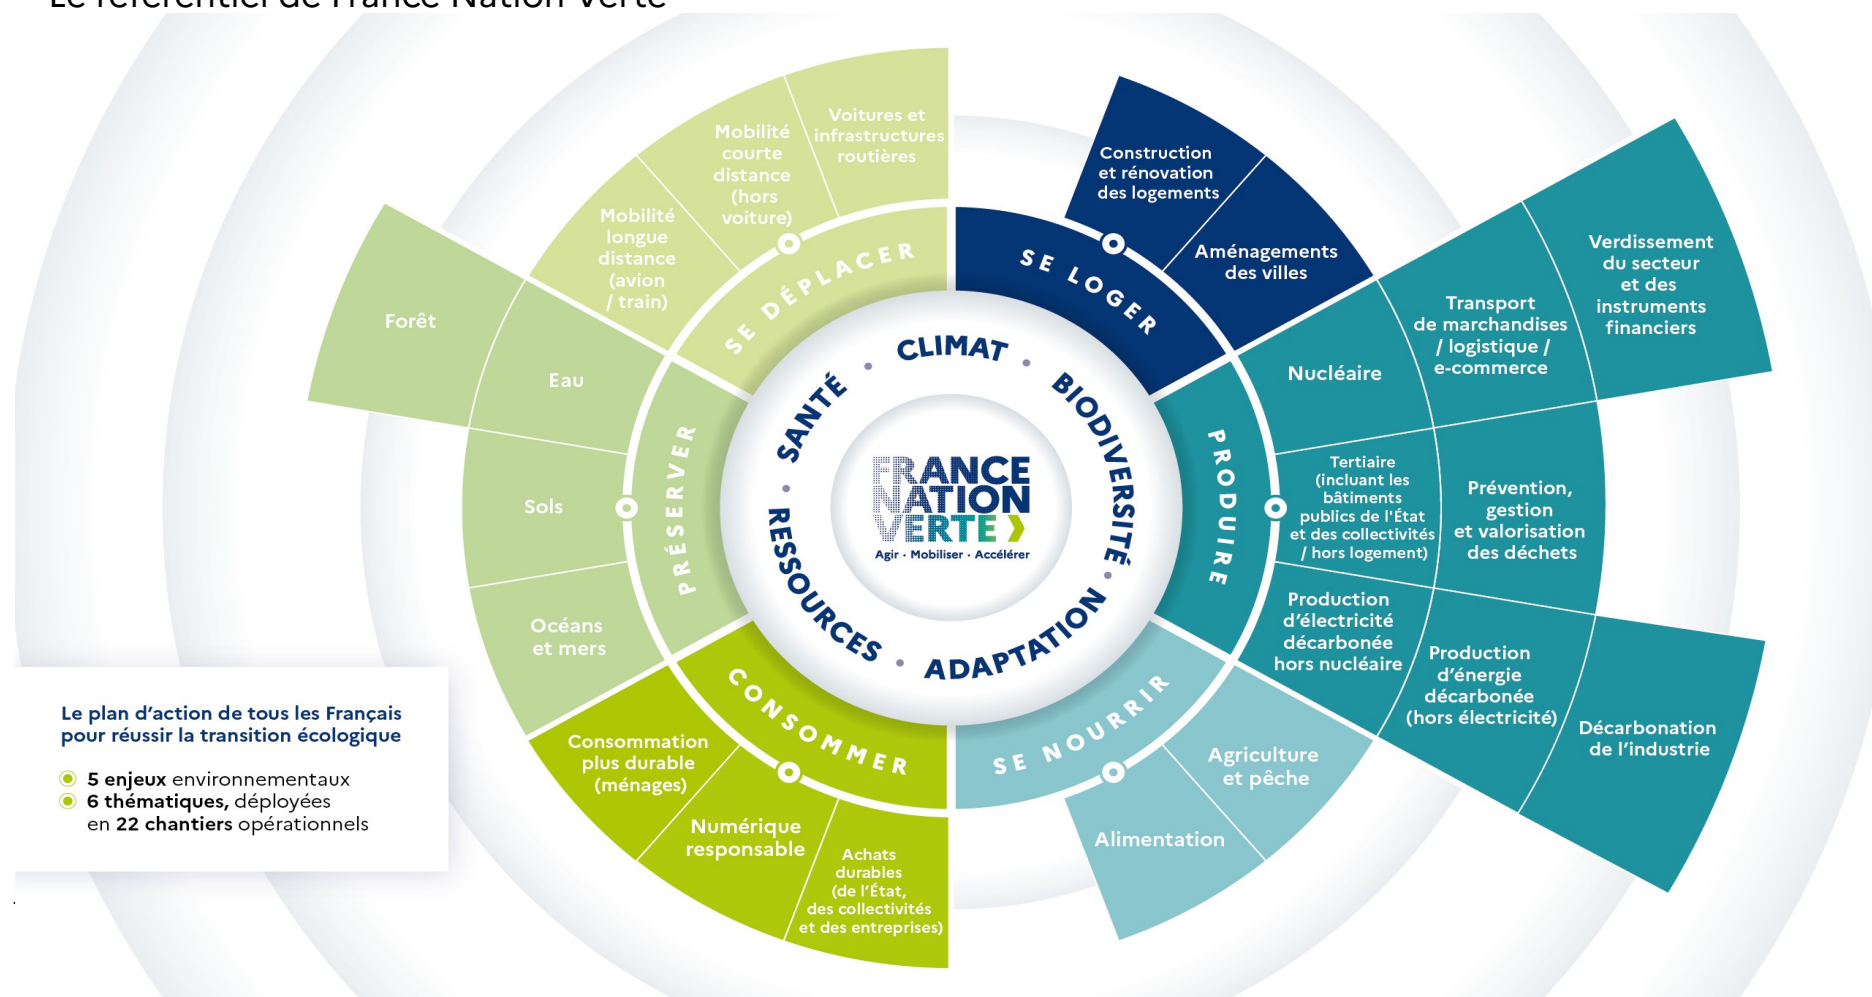 Le référentiel de France Nation Verte
Voitures et
infrastructures
routières
Mobilité
courte
distance
(hors
voiture)
Mobilité
longue
distance
(avion
/ train)
SE DÉPLACER
Construction
et rénovation
des logements
Aménagements
des villes
SE LOGER
Nucléaire
Transport
de marchandises
/ logistique /
e-commerce
Verdissement
du secteur
et des
instruments
financiers
Tertiaire
(incluant les
bâtiments
publics de l'État
et des collectivités
/ hors logement)
Prévention,
gestion
et valorisation
des déchets
Production
d’électricité
décarbonée
hors nucléaire
Production
d’énergie
décarbonée
(hors électricité)
Décarbonation
de l’industrie
PRODUIRE
Agriculture
et pêche
Alimentation
SE NOURRIR
Achats
durables
(de l’État,
des collectivités
et des entreprises)
Numérique
responsable
Consommation
plus durable
(ménages)
CONSOMMER
Océans
et mers
Sols
Eau
Forêt
PRÉSERVER
CLIMAT · BIODIVERSITÉ · ADAPTATION · RESSOURCES · SANTÉ ·
FRANCE
NATION
VERTE
Agir · Mobiliser · Accélérer
Le plan d’action de tous les Français
pour réussir la transition écologique
5 enjeux environnementaux
6 thématiques, déployées
en 22 chantiers opérationnels